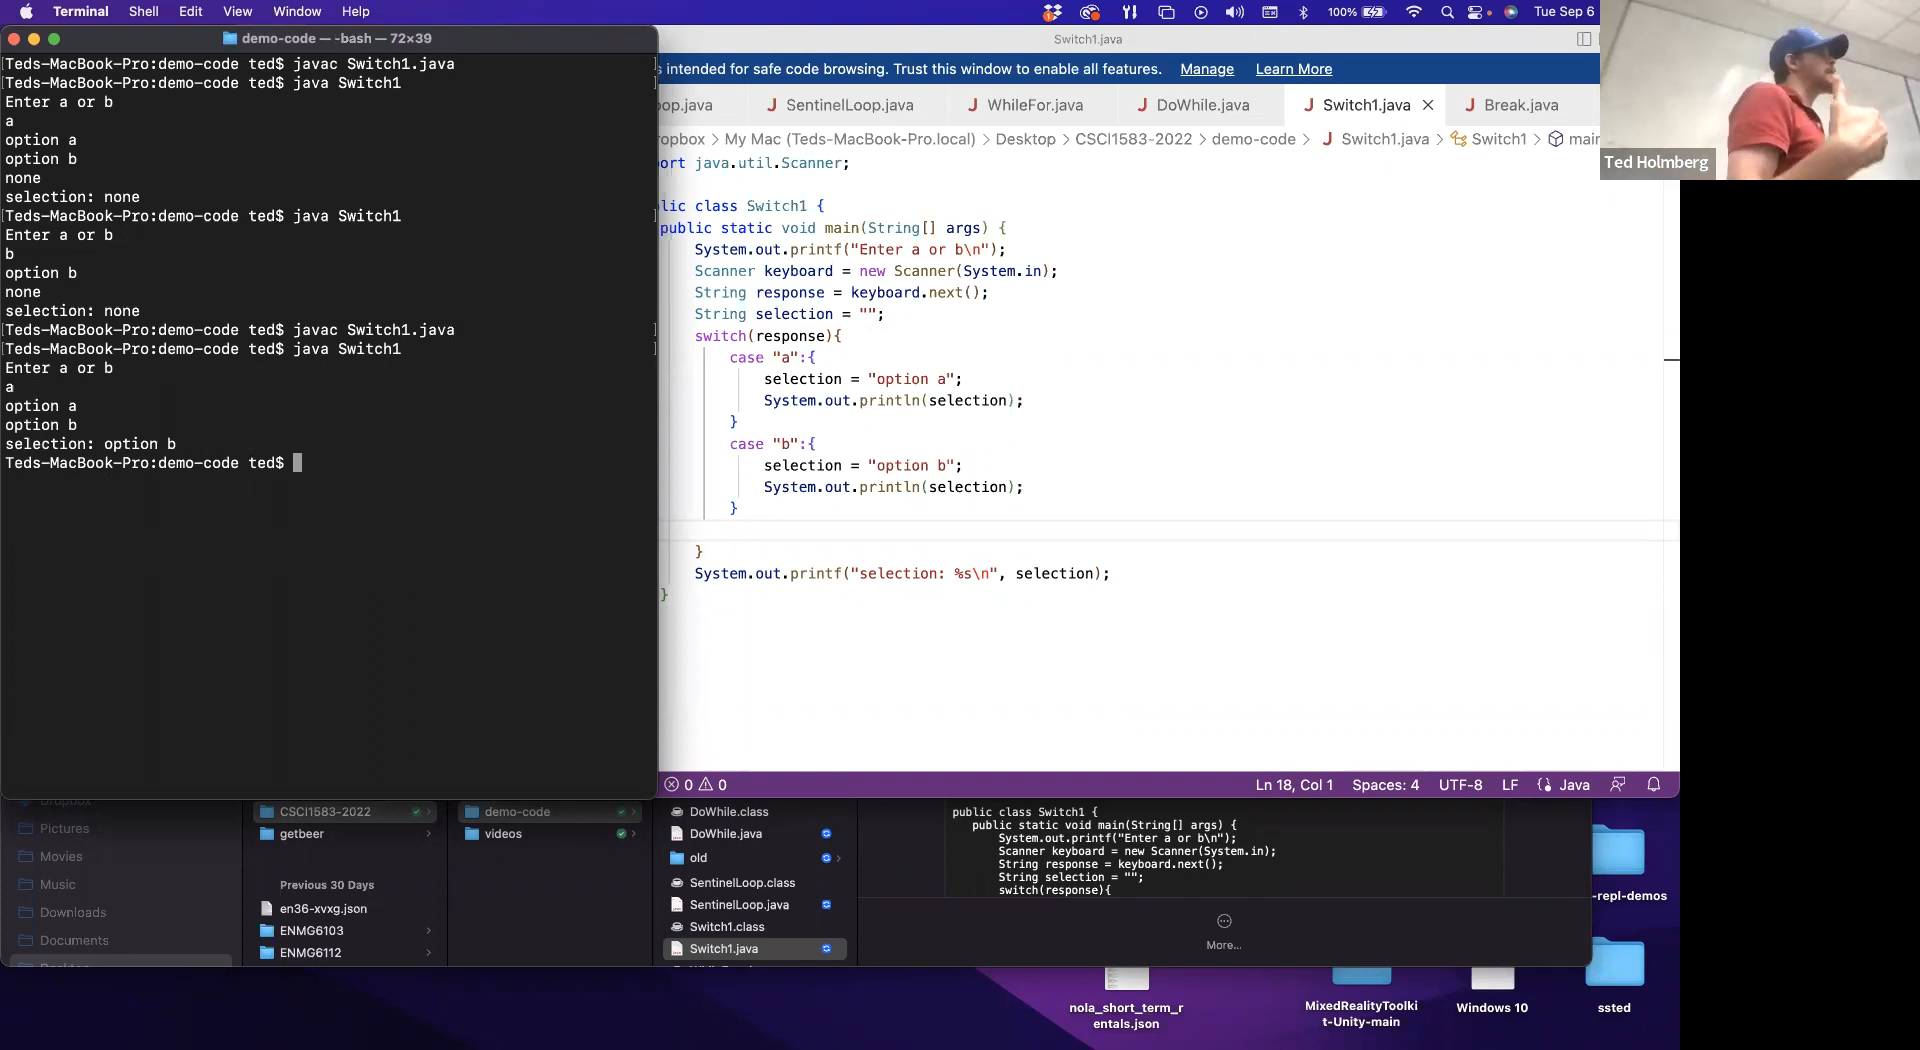 Terminal Shell Edit View Window Help 100% Tue Sep 6
demo-code — -bash — 72×39
[Teds-MacBook-Pro:demo-code ted$ javac Switch1.java ]
[Teds-MacBook-Pro:demo-code ted$ java Switch1 ]
Enter a or b
a
option a
option b
none
selection: none
[Teds-MacBook-Pro:demo-code ted$ java Switch1 ]
Enter a or b
b
option b
none
selection: none
[Teds-MacBook-Pro:demo-code ted$ javac Switch1.java ]
[Teds-MacBook-Pro:demo-code ted$ java Switch1 ]
Enter a or b
a
option a
option b
selection: option b
Teds-MacBook-Pro:demo-code ted$
Switch1.java
s intended for safe code browsing. Trust this window to enable all features. Manage Learn More
op.java J SentinelLoop.java J WhileFor.java J DoWhile.java J Switch1.java × J Break.java
ropbox > My Mac (Teds-MacBook-Pro.local) > Desktop > CSCI1583-2022 > demo-code > J Switch1.java > Switch1 > main
ort java.util.Scanner;
lic class Switch1 {
public static void main(String[] args) {
System.out.printf("Enter a or b\n");
Scanner keyboard = new Scanner(System.in);
String response = keyboard.next();
String selection = "";
switch(response){
case "a":{
selection = "option a";
System.out.println(selection);
}
case "b":{
selection = "option b";
System.out.println(selection);
}
}
System.out.printf("selection: %s\n", selection);
}
0 0 Ln 18, Col 1 Spaces: 4 UTF-8 LF {} Java
Ted Holmberg
Dropbox
Pictures
Movies
Music
Downloads
Documents
CSCI1583-2022
getbeer
Previous 30 Days
en36-xvxg.json
ENMG6103
ENMG6112
demo-code
videos
DoWhile.class
DoWhile.java
old
SentinelLoop.class
SentinelLoop.java
Switch1.class
Switch1.java
public class Switch1 {
public static void main(String[] args) {
System.out.printf("Enter a or b\n");
Scanner keyboard = new Scanner(System.in);
String response = keyboard.next();
String selection = "";
switch(response){
More...
-repl-demos
nola_short_term_r
entals.json
MixedRealityToolki
t-Unity-main
Windows 10
ssted